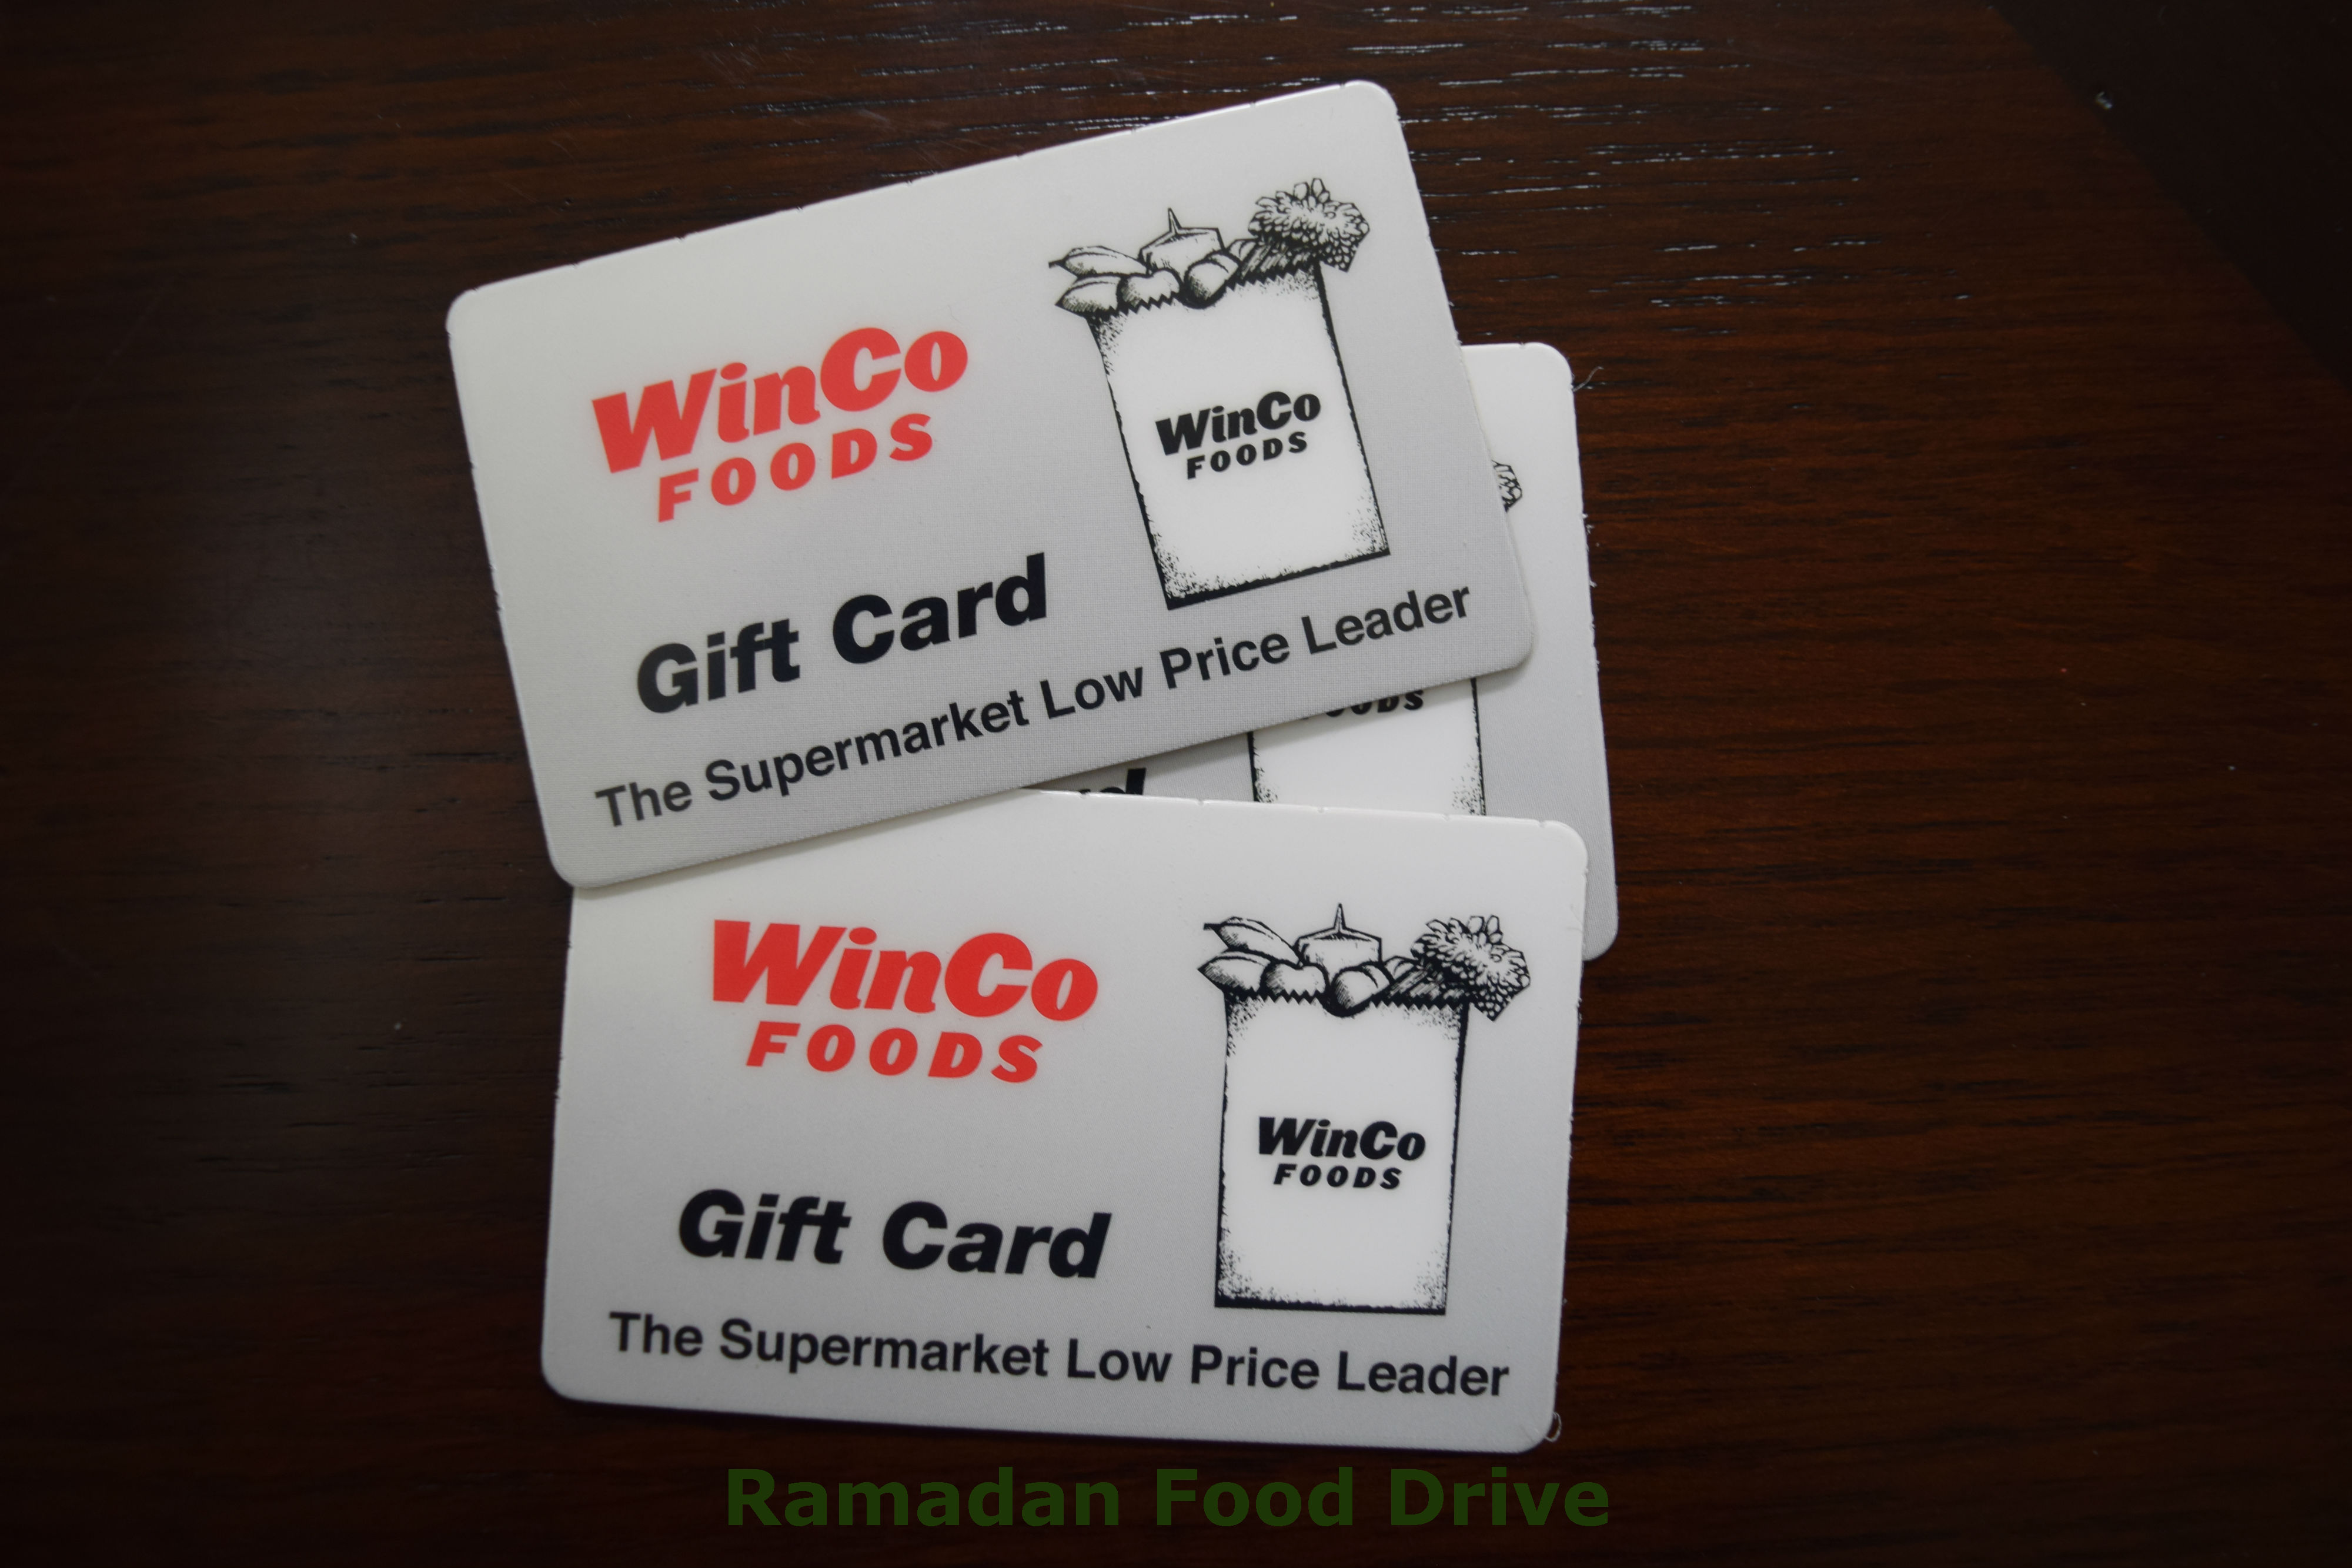 WinCo
FOODS
WinCo
FOODS
Gift Card
The Supermarket Low Price Leader
WinCo
FOODS
WinCo
FOODS
Gift Card
The Supermarket Low Price Leader
Ramadan Food Drive